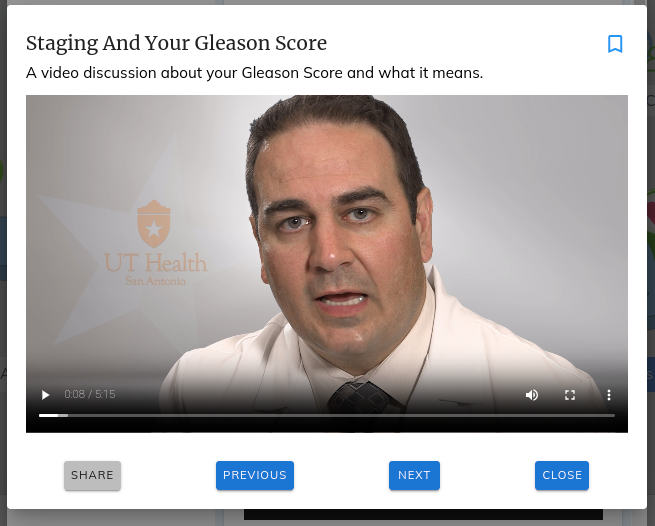 Staging And Your Gleason Score
A video discussion about your Gleason Score and what it means.
UT Health
San Antonio
0:08 / 5:15
SHARE
PREVIOUS
NEXT
CLOSE